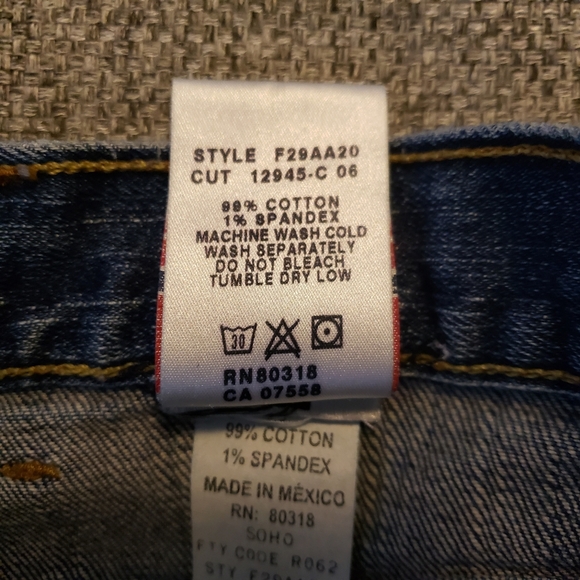 STYLE F29AA20
CUT 12945-C 06
99% COTTON
1% SPANDEX
MACHINE WASH COLD
WASH SEPARATELY
DO NOT BLEACH
TUMBLE DRY LOW
30
RN80318
CA 07558
99% COTTON
1% SPANDEX
MADE IN MÉXICO
RN: 80318
SOHO
FTY CODE R062
STY